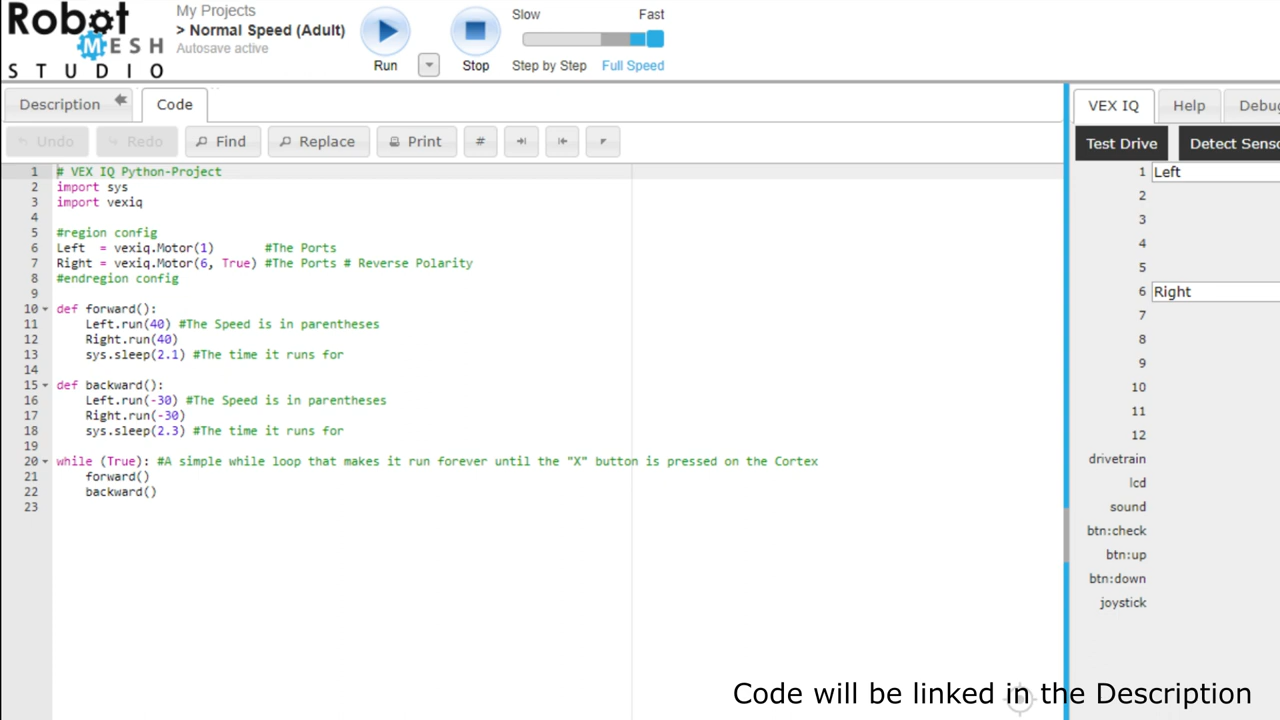 Robot
MESH
STUDIO
My Projects
> Normal Speed (Adult)
Autosave active
Run
Stop
Slow
Fast
Step by Step
Full Speed
Description
Code
Undo
Redo
Find
Replace
Print
#
1 # VEX IQ Python-Project
2 import sys
3 import vexiq
4
5 #region config
6 Left  = vexiq.Motor(1)       #The Ports
7 Right = vexiq.Motor(6, True) #The Ports # Reverse Polarity
8 #endregion config
9
10 def forward():
11     Left.run(40) #The Speed is in parentheses
12     Right.run(40)
13     sys.sleep(2.1) #The time it runs for
14
15 def backward():
16     Left.run(-30) #The Speed is in parentheses
17     Right.run(-30)
18     sys.sleep(2.3) #The time it runs for
19
20 while (True): #A simple while loop that makes it run forever until the "X" button is pressed on the Cortex
21     forward()
22     backward()
23
VEX IQ
Help
Debug
Test Drive
Detect Senso
1 Left
2
3
4
5
6 Right
7
8
9
10
11
12
drivetrain
lcd
sound
btn:check
btn:up
btn:down
joystick
Code will be linked in the Description